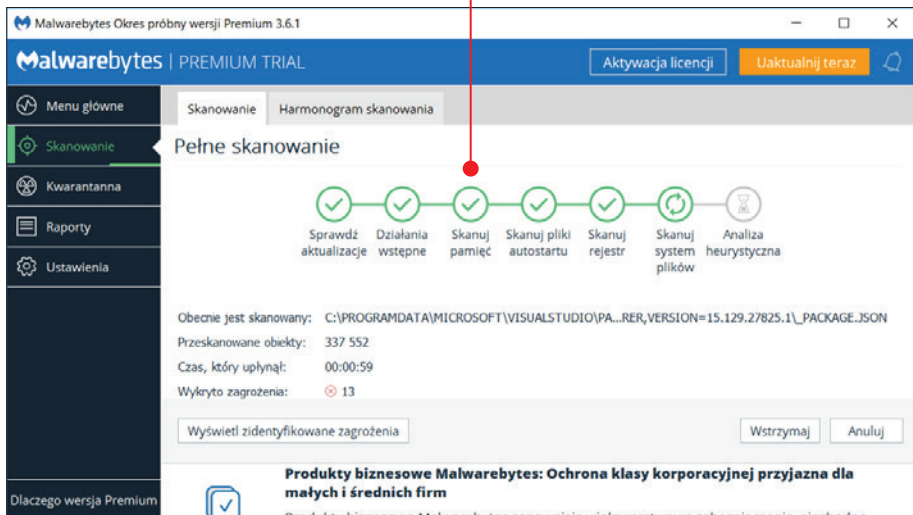 Malwarebytes Okres próbny wersji Premium 3.6.1
Malwarebytes | PREMIUM TRIAL
Aktywacja licencji
Uaktualnij teraz
Menu główne
Skanowanie
Kwarantanna
Raporty
Ustawienia
Dlaczego wersja Premium
Skanowanie
Harmonogram skanowania
Pełne skanowanie
Sprawdź aktualizacje
Działania wstępne
Skanuj pamięć
Skanuj pliki autostartu
Skanuj rejestr
Skanuj system plików
Analiza heurystyczna
Obecnie jest skanowany: C:\PROGRAMDATA\MICROSOFT\VISUALSTUDIO\PA...RER,VERSION=15.129.27825.1\_PACKAGE.JSON
Przeskanowane obiekty: 337 552
Czas, który upłynął: 00:00:59
Wykryto zagrożenia: 13
Wyświetl zidentyfikowane zagrożenia
Wstrzymaj
Anuluj
Produkty biznesowe Malwarebytes: Ochrona klasy korporacyjnej przyjazna dla
małych i średnich firm